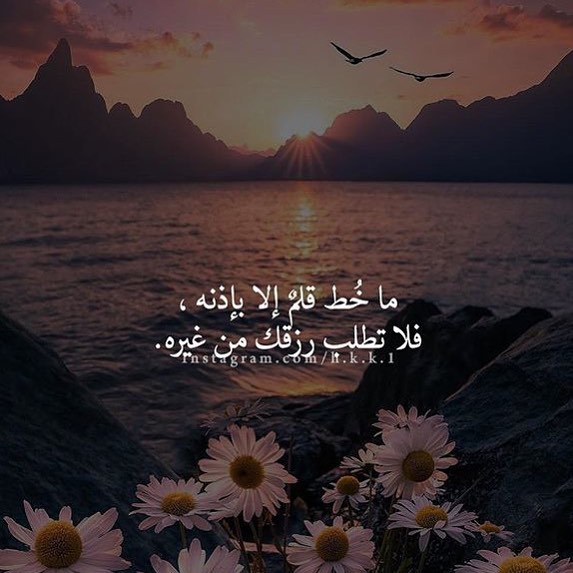 ما خُط قلمٌ إلا بإذنه ،
فلا تطلب رزقك من غيره.
Instagram.com/h.k.k.1